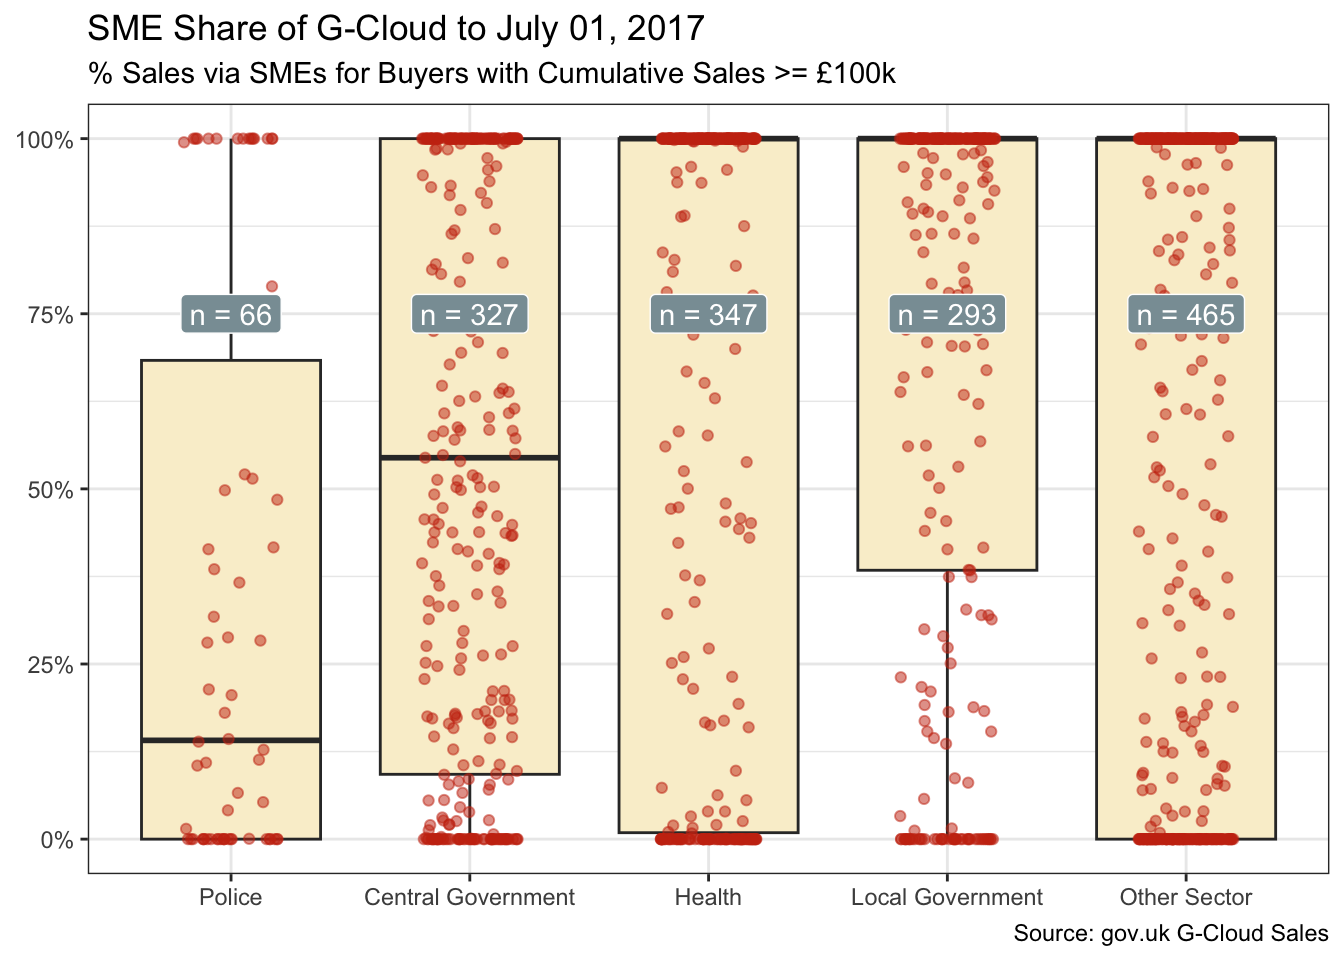 SME Share of G-Cloud to July 01, 2017
% Sales via SMEs for Buyers with Cumulative Sales >= £100k
100%
75%
50%
25%
0%
n = 66
n = 327
n = 347
n = 293
n = 465
Police
Central Government
Health
Local Government
Other Sector
Source: gov.uk G-Cloud Sales